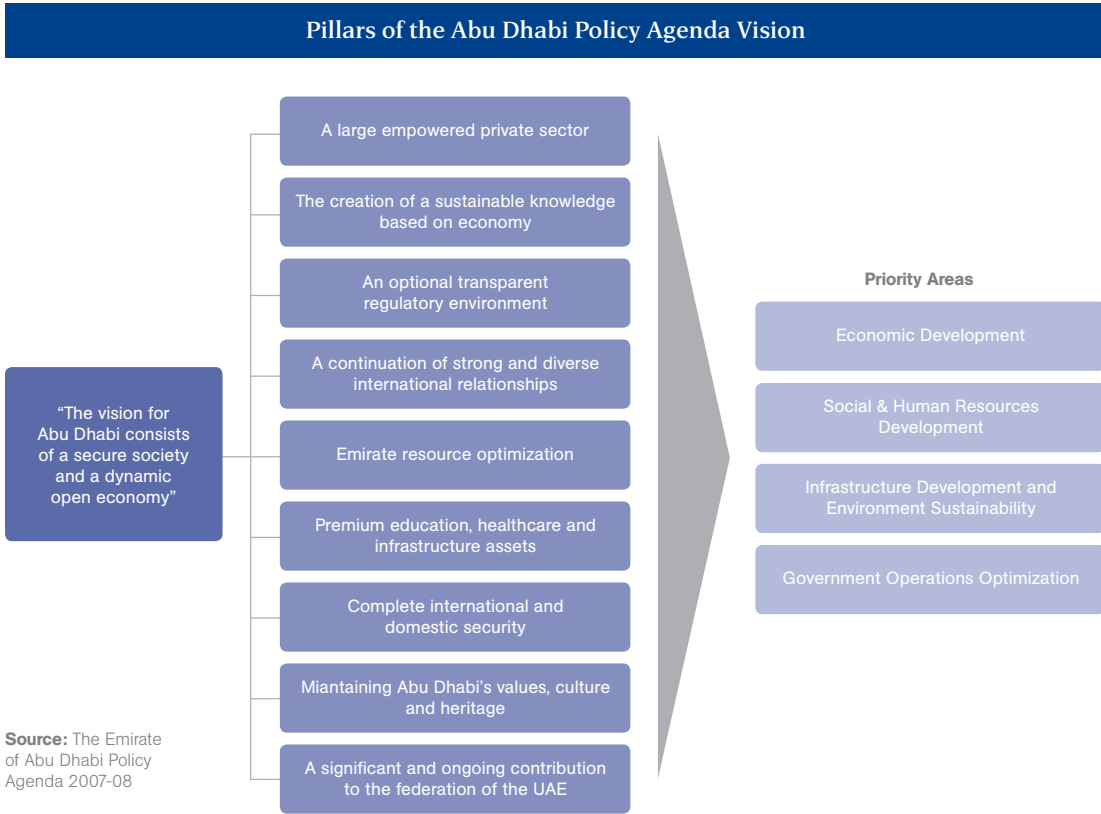 Pillars of the Abu Dhabi Policy Agenda Vision
“The vision for
Abu Dhabi consists
of a secure society
and a dynamic
open economy”
A large empowered private sector
The creation of a sustainable knowledge
based on economy
An optional transparent
regulatory environment
A continuation of strong and diverse
international relationships
Emirate resource optimization
Premium education, healthcare and
infrastructure assets
Complete international and
domestic security
Miantaining Abu Dhabi’s values, culture
and heritage
A significant and ongoing contribution
to the federation of the UAE
Priority Areas
Economic Development
Social & Human Resources
Development
Infrastructure Development and
Environment Sustainability
Government Operations Optimization
Source: The Emirate
of Abu Dhabi Policy
Agenda 2007-08